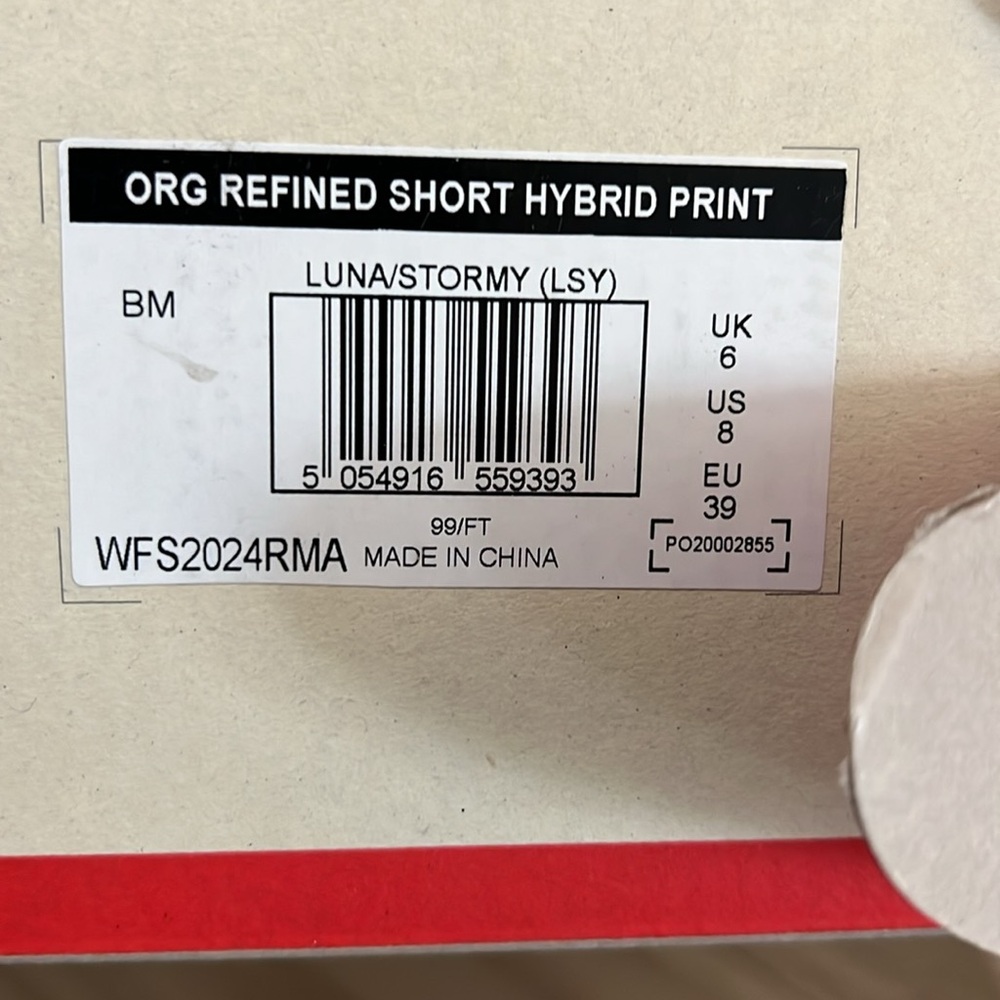 ORG REFINED SHORT HYBRID PRINT
LUNA/STORMY (LSY)
BM
UK
6
US
8
EU
39
5 054916 559393
99/FT
PO20002855
WFS2024RMA MADE IN CHINA